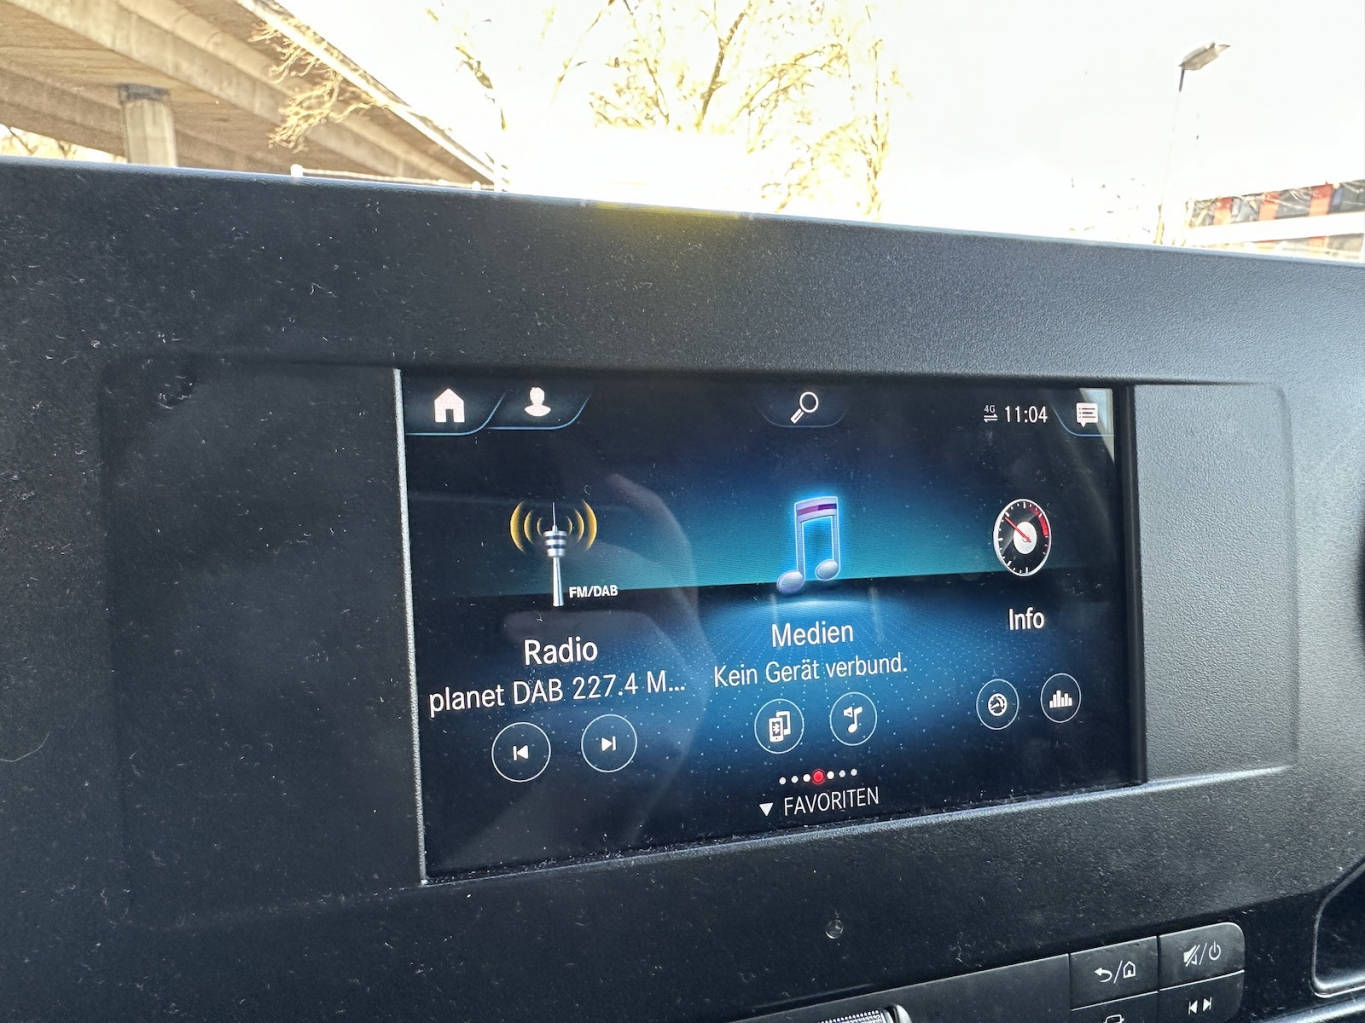 4G 11:04
FM/DAB
Radio
planet DAB 227.4 M...
Medien
Kein Gerät verbund.
Info
FAVORITEN